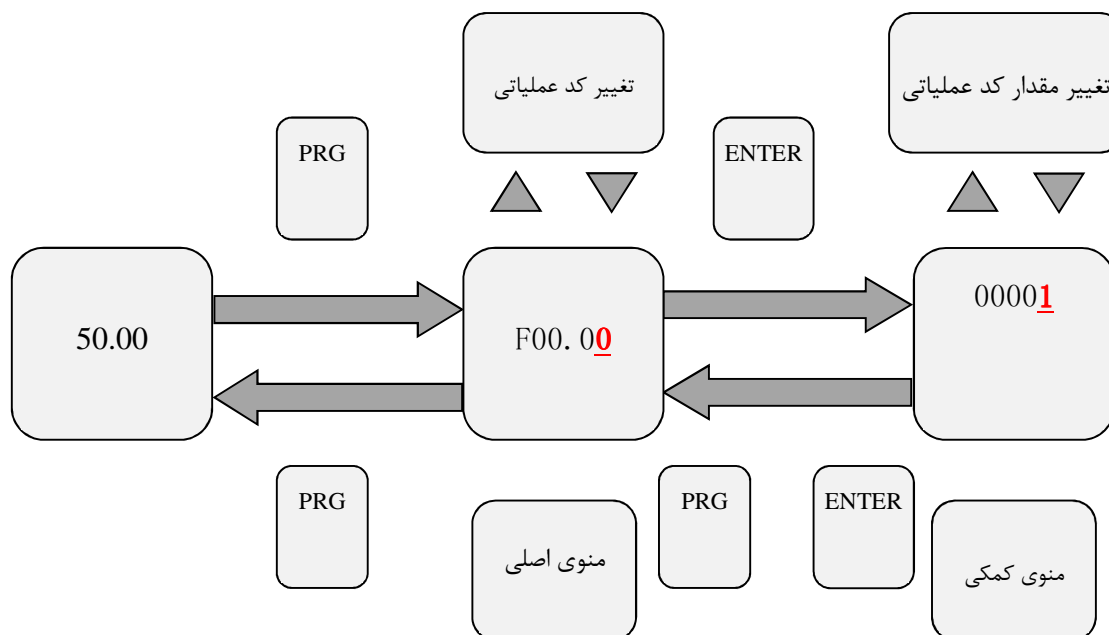 تغییر کد عملیاتی
تغییر مقدار کد عملیاتی
PRG
ENTER
50.00
F00.00
00001
PRG
منوی اصلی
PRG
ENTER
منوی کمکی